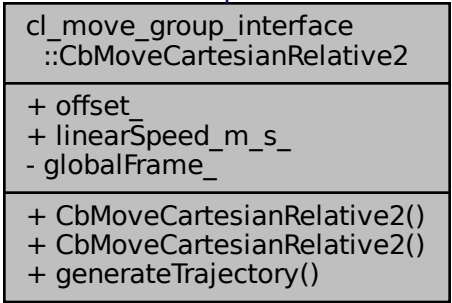 cl_move_group_interface
::CbMoveCartesianRelative2
+ offset_
+ linearSpeed_m_s_
- globalFrame_
+ CbMoveCartesianRelative2()
+ CbMoveCartesianRelative2()
+ generateTrajectory()